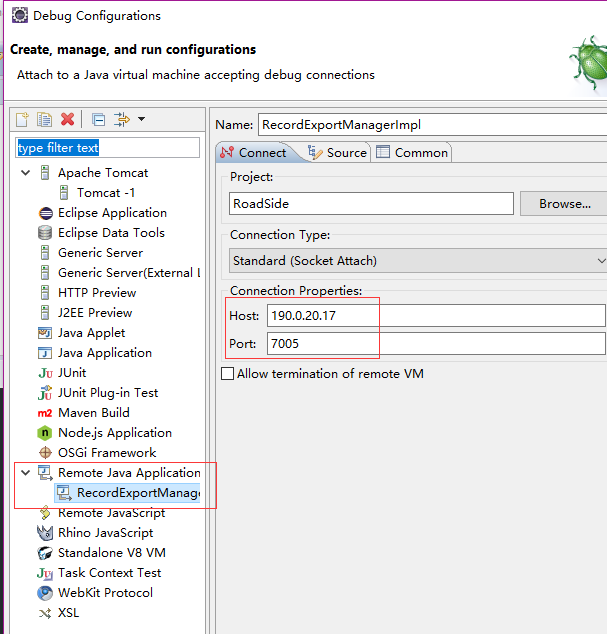 Debug Configurations
Create, manage, and run configurations
Attach to a Java virtual machine accepting debug connections
type filter text
Apache Tomcat
Tomcat -1
Eclipse Application
Eclipse Data Tools
Generic Server
Generic Server(External L
HTTP Preview
J2EE Preview
Java Applet
Java Application
JUnit
JUnit Plug-in Test
Maven Build
Node.js Application
OSGi Framework
Remote Java Application
RecordExportManage
Remote JavaScript
Rhino JavaScript
Standalone V8 VM
Task Context Test
WebKit Protocol
XSL
Name: RecordExportManagerImpl
Connect Source Common
Project:
RoadSide Browse...
Connection Type:
Standard (Socket Attach)
Connection Properties:
Host: 190.0.20.17
Port: 7005
Allow termination of remote VM